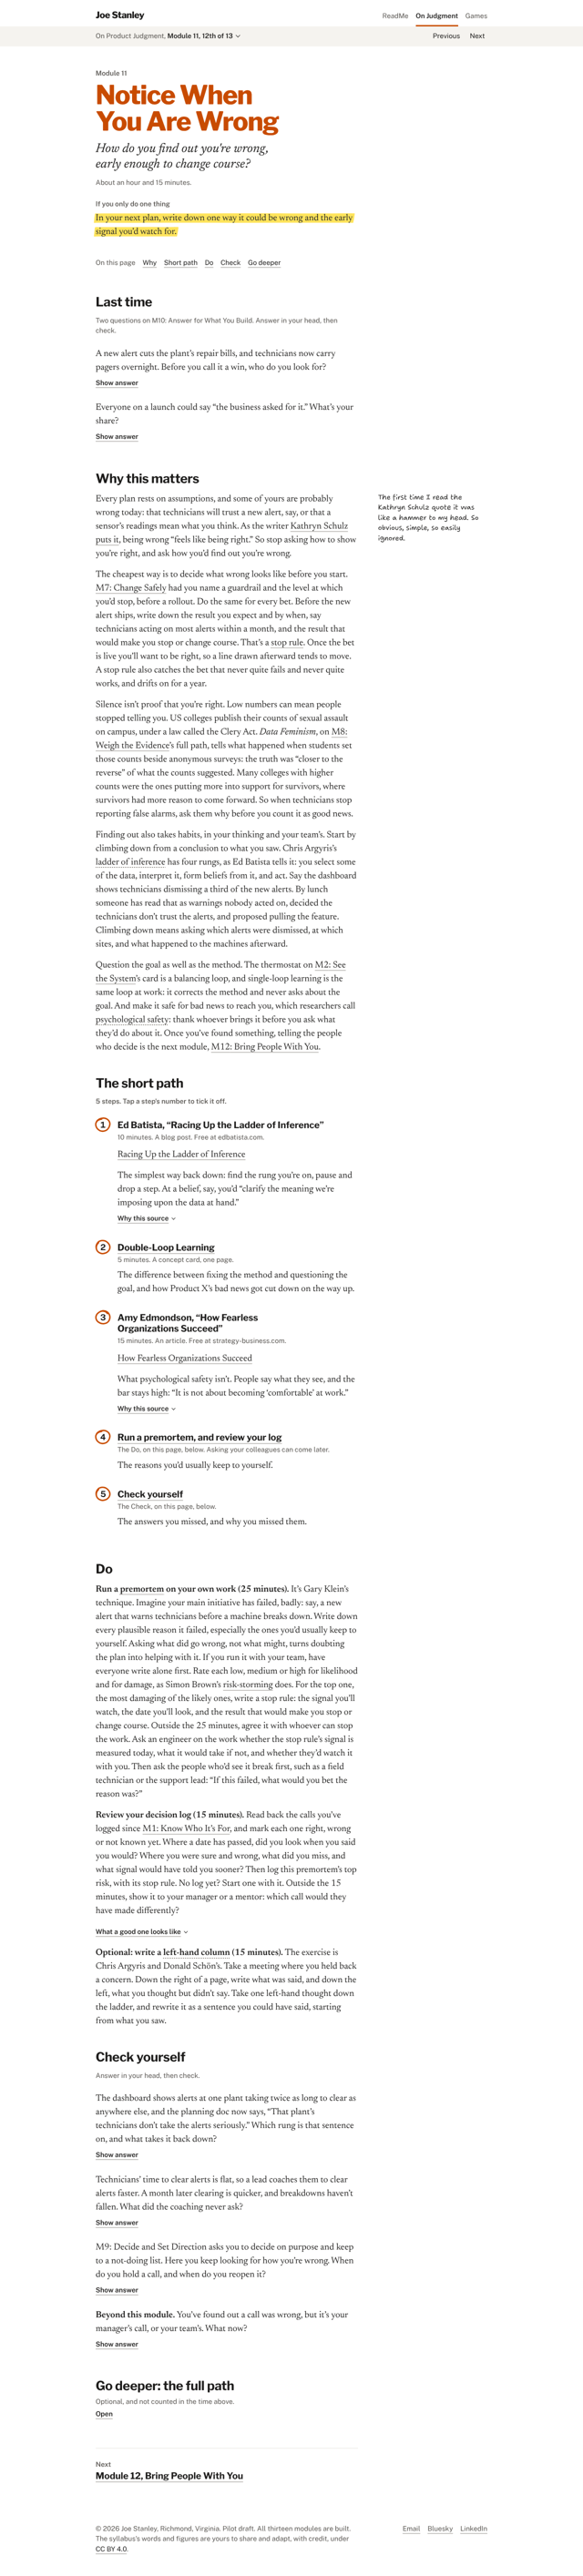 Joe Stanley
ReadMe On Judgment Games
On Product Judgment, Module 11, 12th of 13
Previous Next
Module 11
Notice When
You Are Wrong
How do you find out you're wrong,
early enough to change course?
About an hour and 15 minutes.
If you only do one thing
In your next plan, write down one way it could be wrong and the early
signal you'd watch for.
On this page Why Short path Do Check Go deeper
Last time
Two questions on M10: Answer for What You Build. Answer in your head, then
check.
A new alert cuts the plant's repair bills, and technicians now carry
pagers overnight. Before you call it a win, who do you look for?
Show answer
Everyone on a launch could say “the business asked for it.” What's your
share?
Show answer
Why this matters
Every plan rests on assumptions, and some of yours are probably
wrong today: that technicians will trust a new alert, say, or that a
sensor's readings mean what you think. As the writer Kathryn Schulz
puts it, being wrong “feels like being right.” So stop asking how to show
you're right, and ask how you'd find out you're wrong.
The first time I read the
Kathryn Schulz quote it was
like a hammer to my head. So
obvious, simple, so easily
ignored.
The cheapest way is to decide what wrong looks like before you start.
M7: Change Safely had you name a guardrail and the level at which
you'd stop, before a rollout. Do the same for every bet. Before the new
alert ships, write down the result you expect and by when, say
technicians acting on most alerts within a month, and the result that
would make you stop or change course. That's a stop rule. Once the bet
is live you'll want to be right, so a line drawn afterward tends to move.
A stop rule also catches the bet that never quite fails and never quite
works, and drifts on for a year.
Silence isn't proof that you're right. Low numbers can mean people
stopped telling you. US colleges publish their counts of sexual assault
on campus, under a law called the Clery Act. Data Feminism, on M8:
Weigh the Evidence's full path, tells what happened when students set
those counts beside anonymous surveys: the truth was “closer to the
reverse” of what the counts suggested. Many colleges with higher
counts were the ones putting more into support for survivors, where
survivors had more reason to come forward. So when technicians stop
reporting false alarms, ask them why before you count it as good news.
Finding out also takes habits, in your thinking and your team's. Start by
climbing down from a conclusion to what you saw. Chris Argyris's
ladder of inference has four rungs, as Ed Batista tells it: you select some
of the data, interpret it, form beliefs from it, and act. Say the dashboard
shows technicians dismissing a third of the new alerts. By lunch
someone has read that as warnings nobody acted on, decided the
technicians don't trust the alerts, and proposed pulling the feature.
Climbing down means asking which alerts were dismissed, at which
sites, and what happened to the machines afterward.
Question the goal as well as the method. The thermostat on M2: See
the System's card is a balancing loop, and single-loop learning is the
same loop at work: it corrects the method and never asks about the
goal. And make it safe for bad news to reach you, which researchers call
psychological safety: thank whoever brings it before you ask what
they'd do about it. Once you've found something, telling the people
who decide is the next module, M12: Bring People With You.
The short path
5 steps. Tap a step's number to tick it off.
1 Ed Batista, “Racing Up the Ladder of Inference”
10 minutes. A blog post. Free at edbatista.com.
Racing Up the Ladder of Inference
The simplest way back down: find the rung you're on, pause and
drop a step. At a belief, say, you'd “clarify the meaning we're
imposing upon the data at hand.”
Why this source
2 Double-Loop Learning
5 minutes. A concept card, one page.
The difference between fixing the method and questioning the
goal, and how Product X's bad news got cut down on the way up.
3 Amy Edmondson, “How Fearless
Organizations Succeed”
15 minutes. An article. Free at strategy-business.com.
How Fearless Organizations Succeed
What psychological safety isn't. People say what they see, and the
bar stays high: “It is not about becoming ‘comfortable’ at work.”
Why this source
4 Run a premortem, and review your log
The Do, on this page, below. Asking your colleagues can come later.
The reasons you'd usually keep to yourself.
5 Check yourself
The Check, on this page, below.
The answers you missed, and why you missed them.
Do
Run a premortem on your own work (25 minutes). It's Gary Klein's
technique. Imagine your main initiative has failed, badly: say, a new
alert that warns technicians before a machine breaks down. Write down
every plausible reason it failed, especially the ones you'd usually keep to
yourself. Asking what did go wrong, not what might, turns doubting
the plan into helping with it. If you run it with your team, have
everyone write alone first. Rate each low, medium or high for likelihood
and for damage, as Simon Brown's risk-storming does. For the top one,
the most damaging of the likely ones, write a stop rule: the signal you'll
watch, the date you'll look, and the result that would make you stop or
change course. Outside the 25 minutes, agree it with whoever can stop
the work. Ask an engineer on the work whether the stop rule's signal is
measured today, what it would take if not, and whether they'd watch it
with you. Then ask the people who'd see it break first, such as a field
technician or the support lead: “If this failed, what would you bet the
reason was?”
Review your decision log (15 minutes). Read back the calls you've
logged since M1: Know Who It's For, and mark each one right, wrong
or not known yet. Where a date has passed, did you look when you said
you would? Where you were sure and wrong, what did you miss, and
what signal would have told you sooner? Then log this premortem's top
risk, with its stop rule. No log yet? Start one with it. Outside the 15
minutes, show it to your manager or a mentor: which call would they
have made differently?
What a good one looks like
Optional: write a left-hand column (15 minutes). The exercise is
Chris Argyris and Donald Schön's. Take a meeting where you held back
a concern. Down the right of a page, write what was said, and down the
left, what you thought but didn't say. Take one left-hand thought down
the ladder, and rewrite it as a sentence you could have said, starting
from what you saw.
Check yourself
Answer in your head, then check.
The dashboard shows alerts at one plant taking twice as long to clear as
anywhere else, and the planning doc now says, “That plant's
technicians don't take the alerts seriously.” Which rung is that sentence
on, and what takes it back down?
Show answer
Technicians' time to clear alerts is flat, so a lead coaches them to clear
alerts faster. A month later clearing is quicker, and breakdowns haven't
fallen. What did the coaching never ask?
Show answer
M9: Decide and Set Direction asks you to decide on purpose and keep
to a not-doing list. Here you keep looking for how you're wrong. When
do you hold a call, and when do you reopen it?
Show answer
Beyond this module. You've found out a call was wrong, but it's your
manager's call, or your team's. What now?
Show answer
Go deeper: the full path
Optional, and not counted in the time above.
Open
Next
Module 12, Bring People With You
© 2026 Joe Stanley, Richmond, Virginia. Pilot draft. All thirteen modules are built.
The syllabus's words and figures are yours to share and adapt, with credit, under
CC BY 4.0.
Email Bluesky LinkedIn